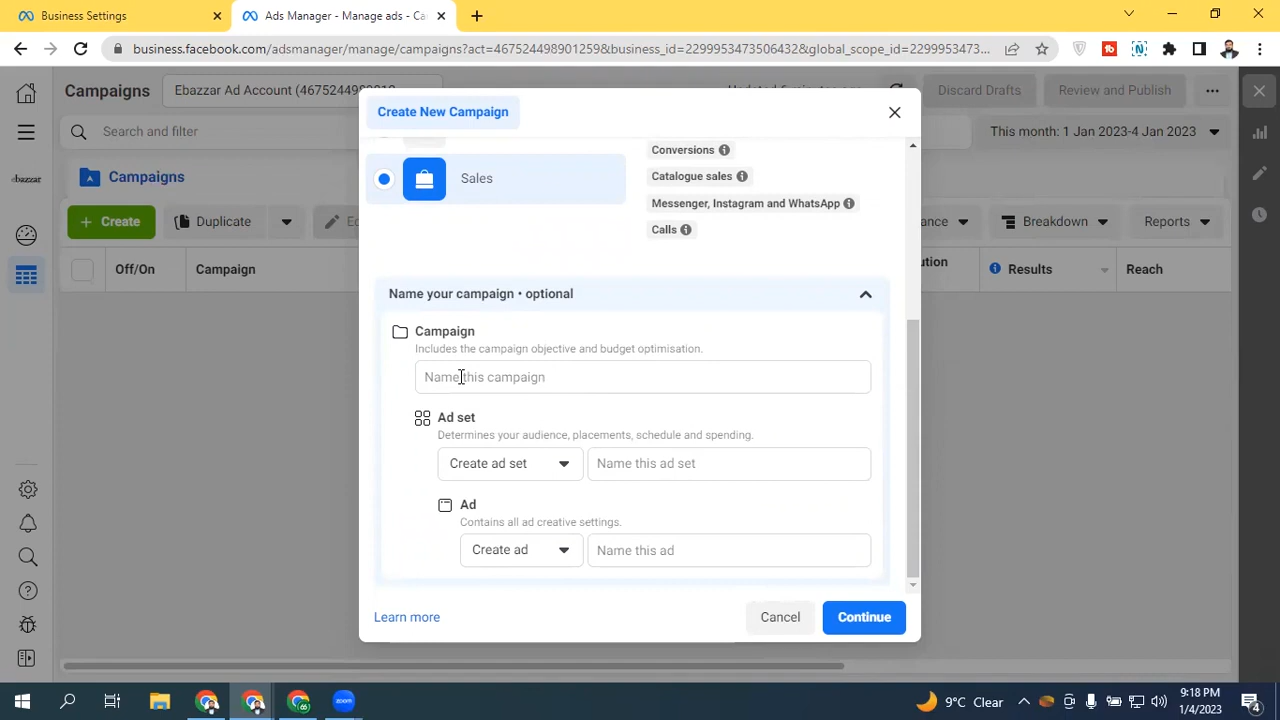 Business Settings
Ads Manager - Manage ads - Ca
business.facebook.com/adsmanager/manage/campaigns?act=467524498901259&business_id=2299953473506432&global_scope_id=2299953473...
Campaigns
Ebazzar Ad Account (4675244989
Discard Drafts
Review and Publish
Search and filter
This month: 1 Jan 2023-4 Jan 2023
ebazzar
Campaigns
+ Create
Duplicate
Breakdown
Reports
Off/On
Campaign
Results
Reach
Create New Campaign
Sales
Conversions
Catalogue sales
Messenger, Instagram and WhatsApp
Calls
Name your campaign • optional
Campaign
Includes the campaign objective and budget optimisation.
Name this campaign
Ad set
Determines your audience, placements, schedule and spending.
Create ad set
Name this ad set
Ad
Contains all ad creative settings.
Create ad
Name this ad
Learn more
Cancel
Continue
zoom
9°C Clear
9:18 PM
1/4/2023
4